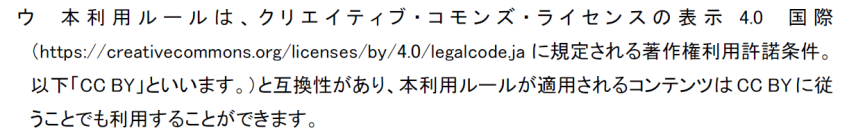 ウ　本利用ルールは、クリエイティブ・コモンズ・ライセンスの表示 4.0 国際
（https://creativecommons.org/licenses/by/4.0/legalcode.ja に規定される著作権利用許諾条件。
以下「CC BY」といいます。）と互換性があり、本利用ルールが適用されるコンテンツは CC BY に従
うことでも利用することができます。